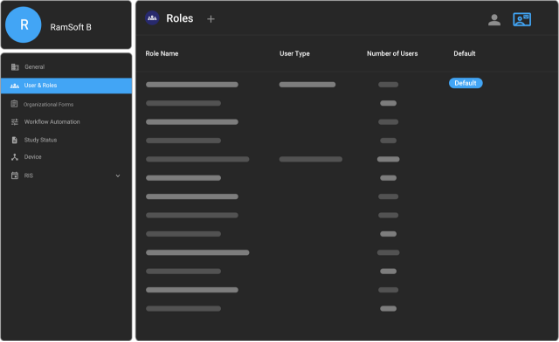 R
RamSoft B
General
User & Roles
Organizational Forms
Workflow Automation
Study Status
Device
RIS
Roles
Role Name User Type Number of Users Default
Default